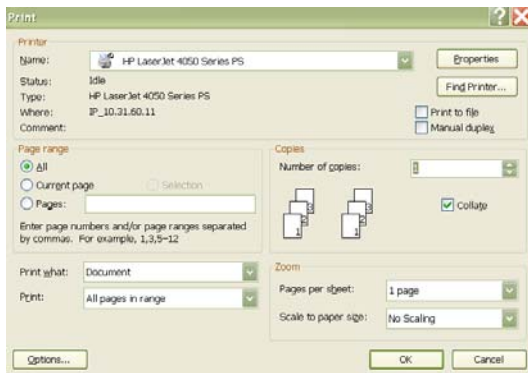 Print
Printer
Name: HP LaserJet 4050 Series PS
Properties
Status: Idle
Find Printer...
Type: HP LaserJet 4050 Series PS
Where: IP_10.31.60.11
Print to file
Comment:
Manual duplex
Page range
All
Current page
Selection
Pages:
Enter page numbers and/or page ranges separated
by commas. For example, 1,3,5-12
Copies
Number of copies: 1
Collate
Print what: Document
Print: All pages in range
Zoom
Pages per sheet: 1 page
Scale to paper size: No Scaling
Options...
OK
Cancel